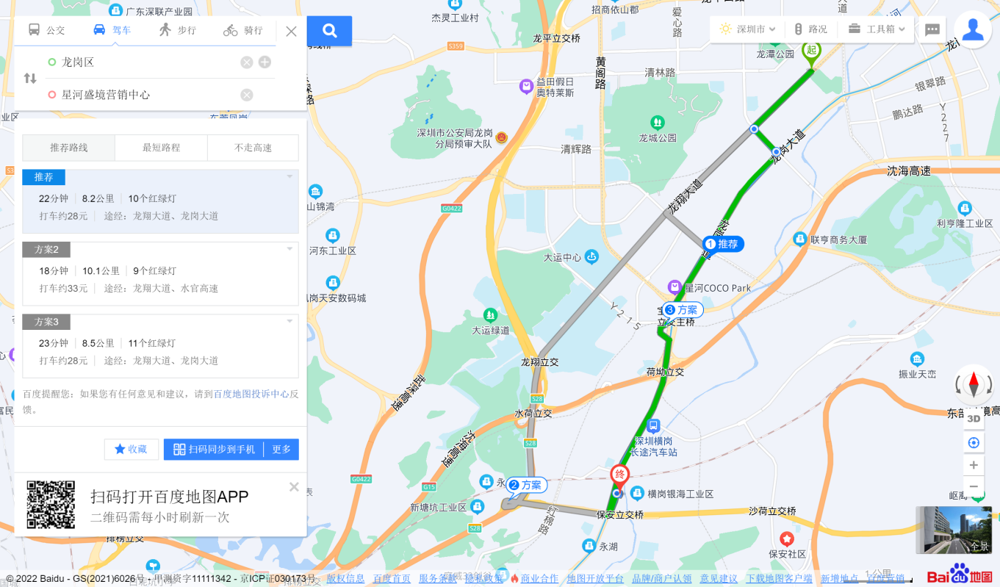 广东深联产业园
杰灵工业村
招商依山郡
爱心路
公交
驾车
步行
骑行
龙岗区
星河盛境营销中心
推荐路线
最短路程
不走高速
推荐
22分钟
8.2公里
10个红绿灯
打车约28元
途经：龙翔大道、龙岗大道
方案2
18分钟
10.1公里
9个红绿灯
打车约33元
途经：龙翔大道、水官高速
方案3
23分钟
8.5公里
11个红绿灯
打车约28元
途经：龙翔大道、龙岗大道
百度提醒您：如果您有任何意见和建议，请到百度地图投诉中心反
馈。
收藏
扫码同步到手机
更多
扫码打开百度地图APP
二维码需每小时刷新一次
深圳市
路况
工具箱
S359
龙平立交桥
黄阁路
龙潭公园
起
清林路
银翠路
鹏达路
Y227
益田假日
奥特莱斯
深圳市公安局龙岗
分局预审大队
龙城公园
清辉路
龙岗大道
沈海高速
龙翔大道
G0422
利亨隆工业区
联亨商务大厦
1 推荐
大运中心
河东工业区
星河COCO Park
3 方案
Y215
大运绿道
龙翔立交
荷坳立交
振业天峦
武深高速
S28
水荷立交
沈海高速
S28
深圳横岗
长途汽车站
3D
终
G0422
G15
2 方案
横岗银海工业区
新塘坑工业区
红棉路
保安立交桥
沙荷立交桥
S28
排榜立交
永湖
保安社区
全景
1公里
© 2022 Baidu - GS(2021)6026号 - 甲测资字11111342 - 京ICP证030173号
版权信息
百度首页
服务条款
隐私政策
商业合作
地图开放平台
品牌/商户认领
意见建议
下载地图客户端
新增地点
百度营销
Bai 地图